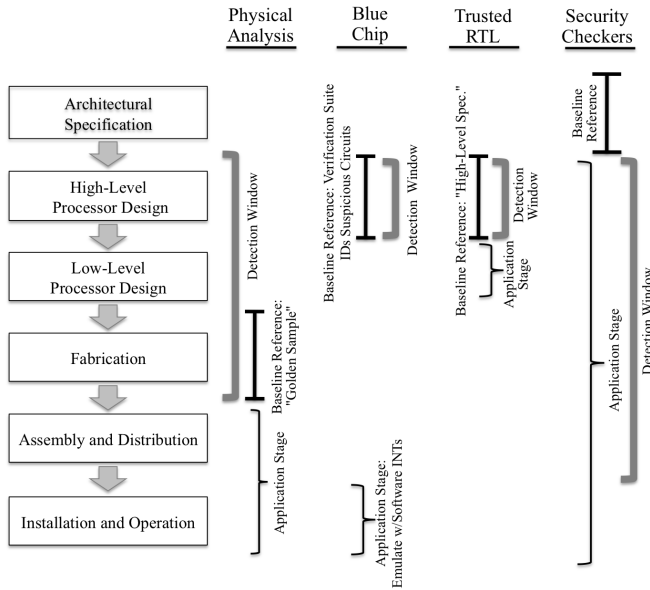 Physical
Analysis
Blue
Chip
Trusted
RTL
Security
Checkers
Architectural
Specification
High-Level
Processor Design
Low-Level
Processor Design
Fabrication
Assembly and Distribution
Installation and Operation
Detection Window
Baseline Reference:
"Golden Sample"
Application Stage
Baseline Reference: Verification Suite
IDs Suspicious Circuits
Detection Window
Application Stage:
Emulate w/Software INTs
Baseline Reference: "High-Level Spec."
Detection
Window
Application
Stage
Baseline
Reference
Application Stage
Detection Window